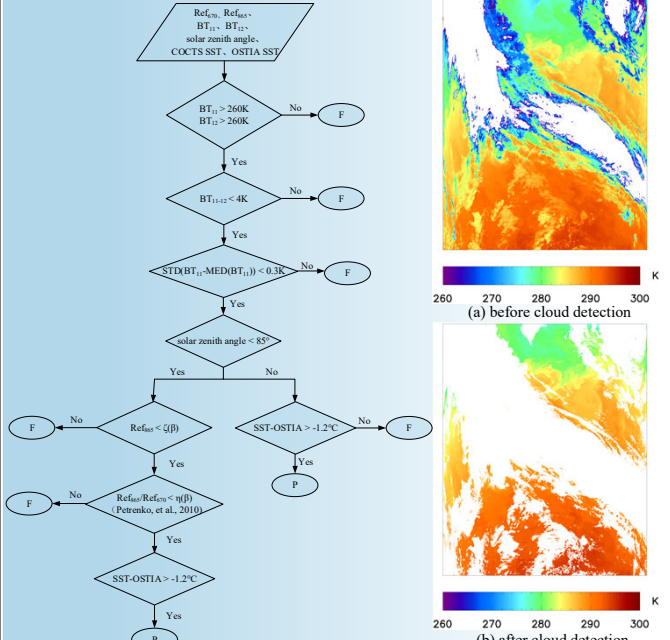 Ref₆₇₀、Ref₈₆₅、
BT₁₁、BT₁₂、
solar zenith angle、
COCTS SST、OSTIA SST
BT₁₁ > 260K
BT₁₂ > 260K
No
F
Yes
BT₁₁₋₁₂ < 4K
No
F
Yes
STD(BT₁₁-MED(BT₁₁)) < 0.3K
No
F
Yes
solar zenith angle < 85°
Yes
No
F
No
Ref₈₆₅ < ζ(β)
SST-OSTIA > -1.2℃
No
F
Yes
Yes
P
F
No
Ref₈₆₅/Ref₆₇₀ < η(β)
（Petrenko, et al., 2010)
Yes
SST-OSTIA > -1.2℃
Yes
P
K
260 270 280 290 300
(a) before cloud detection
K
260 270 280 290 300
(b) after cloud detection